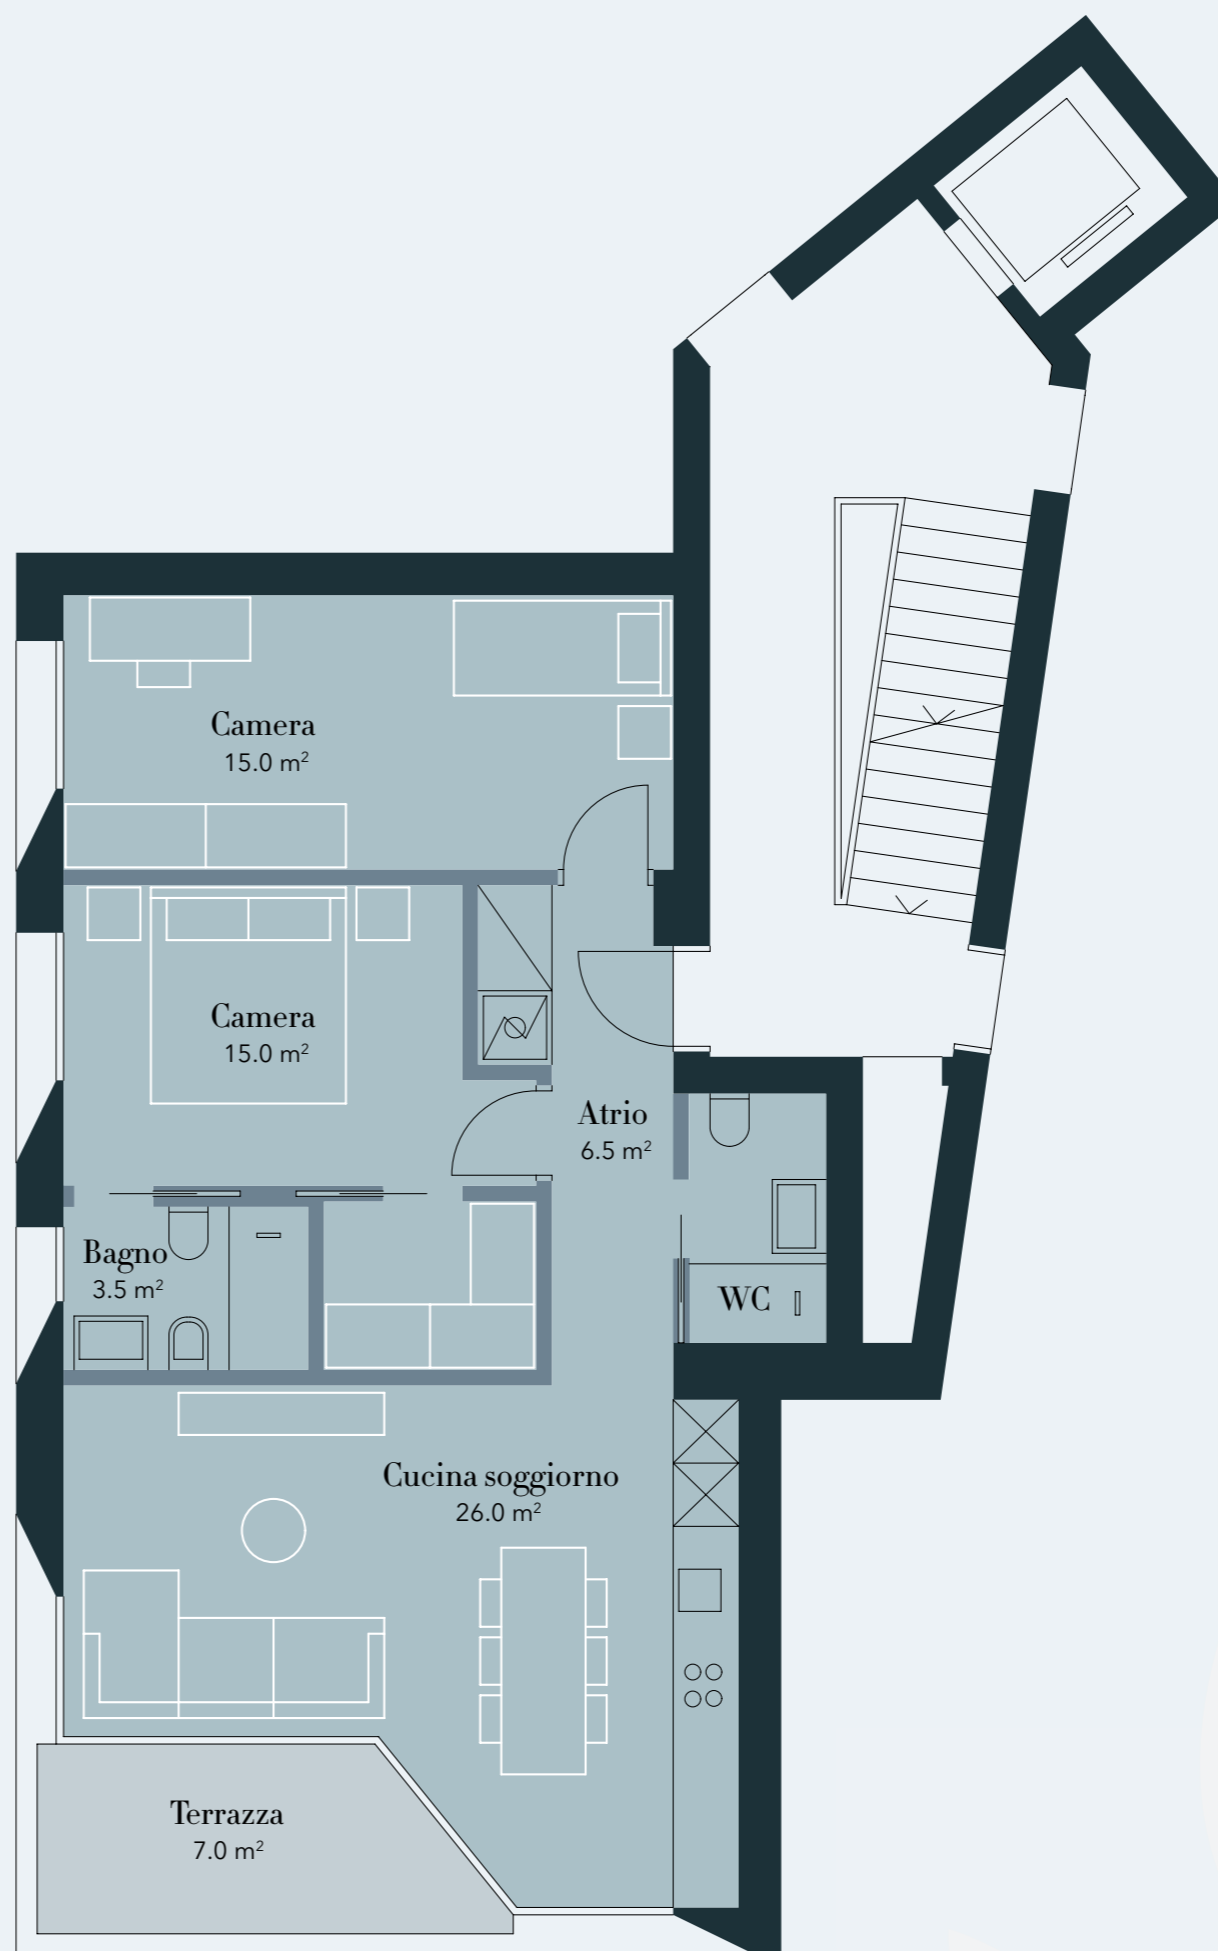 Camera
15.0 m²
Camera
15.0 m²
Atrio
6.5 m²
Bagno
3.5 m²
WC
Cucina soggiorno
26.0 m²
Terrazza
7.0 m²